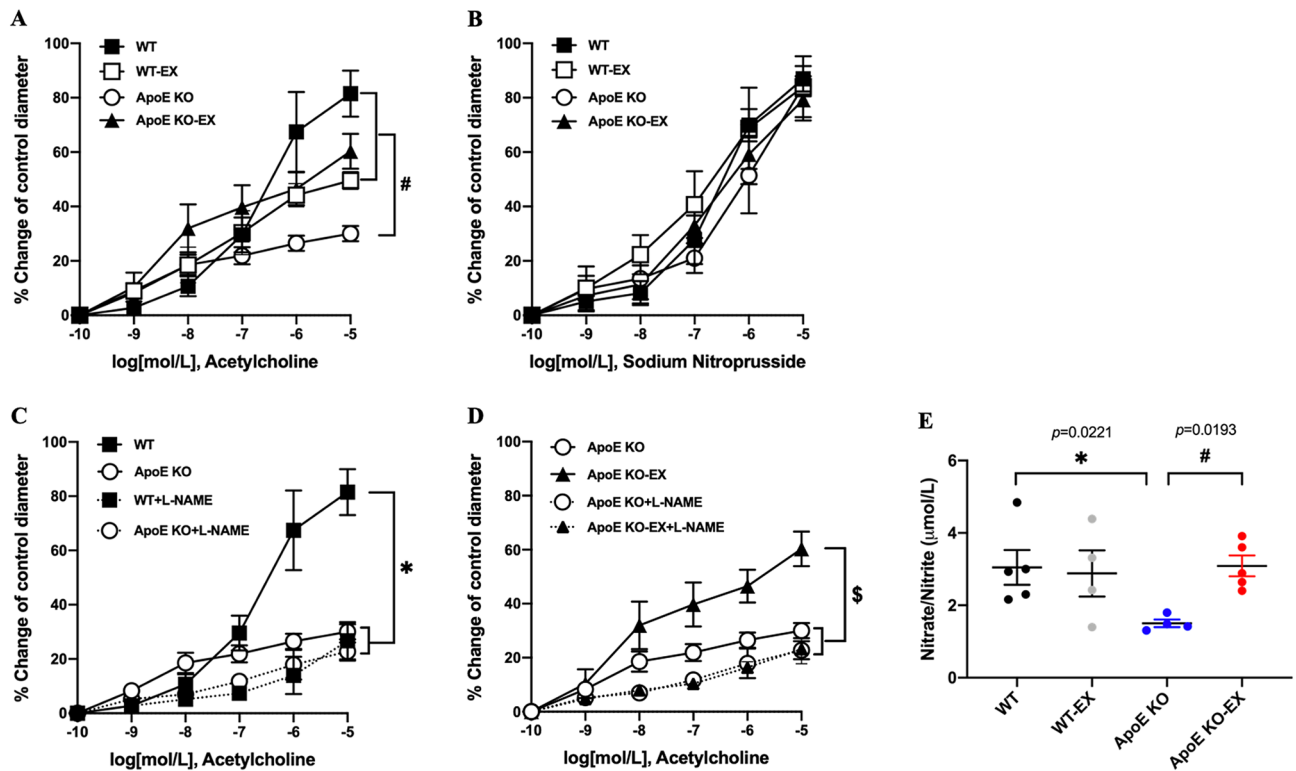 A
% Change of control diameter
100
80
60
40
20
0
WT
WT-EX
ApoE KO
ApoE KO-EX
#
-10 -9 -8 -7 -6 -5
log[mol/L], Acetylcholine
B
% Change of control diameter
100
80
60
40
20
0
WT
WT-EX
ApoE KO
ApoE KO-EX
-10 -9 -8 -7 -6 -5
log[mol/L], Sodium Nitroprusside
C
% Change of control diameter
100
80
60
40
20
0
WT
ApoE KO
WT+L-NAME
ApoE KO+L-NAME
*
-10 -9 -8 -7 -6 -5
log[mol/L], Acetylcholine
D
% Change of control diameter
100
80
60
40
20
0
ApoE KO
ApoE KO-EX
ApoE KO+L-NAME
ApoE KO-EX+L-NAME
$
-10 -9 -8 -7 -6 -5
log[mol/L], Acetylcholine
E
p=0.0221 p=0.0193
* #
Nitrate/Nitrite (μmol/L)
6
4
2
0
WT
WT-EX
ApoE KO
ApoE KO-EX